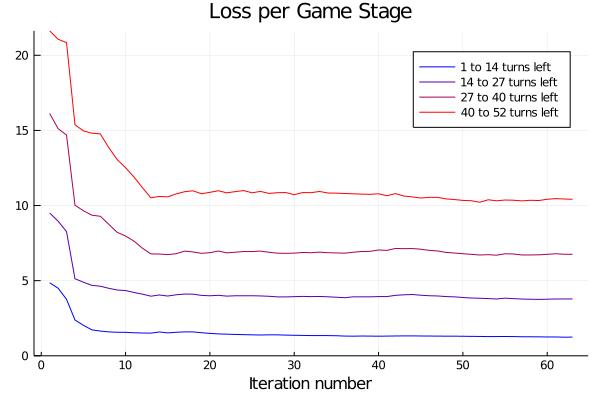 Loss per Game Stage
1 to 14 turns left
14 to 27 turns left
27 to 40 turns left
40 to 52 turns left
20
15
10
5
0
0 10 20 30 40 50 60
Iteration number